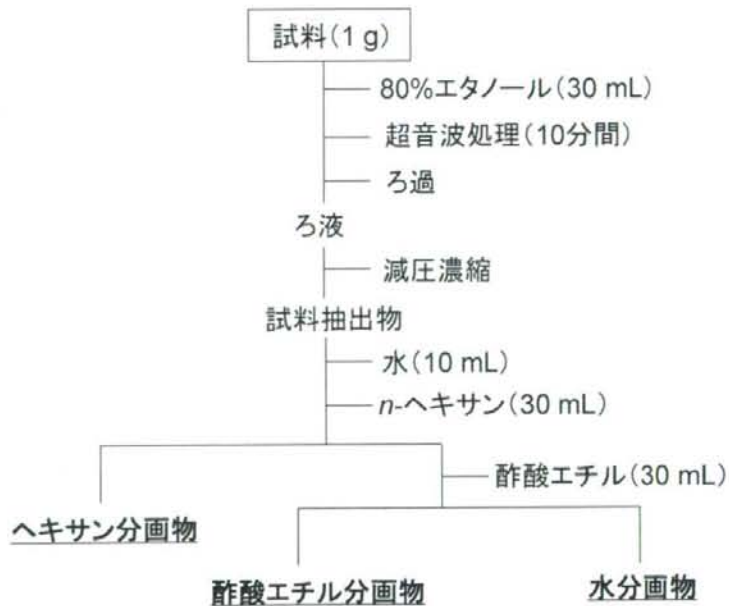 試料(1 g)
80%エタノール(30 mL)
超音波処理(10分間)
ろ過
ろ液
減圧濃縮
試料抽出物
水(10 mL)
n-ヘキサン(30 mL)
酢酸エチル(30 mL)
ヘキサン分画物
酢酸エチル分画物
水分画物